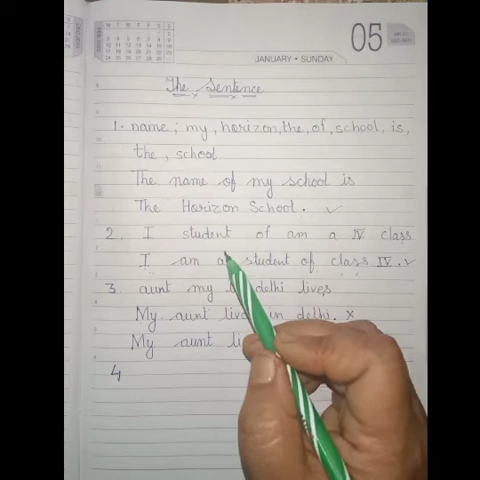 05
JANUARY • SUNDAY
The Sentence
1. name; my, horizon, the, of, school, is,
the, school
The name of my school is
The Horizon School. ✓
2. I student of am a IV class
I am a student of class IV. ✓
3. aunt my delhi lives
My aunt in delhi. ×
My aunt
4